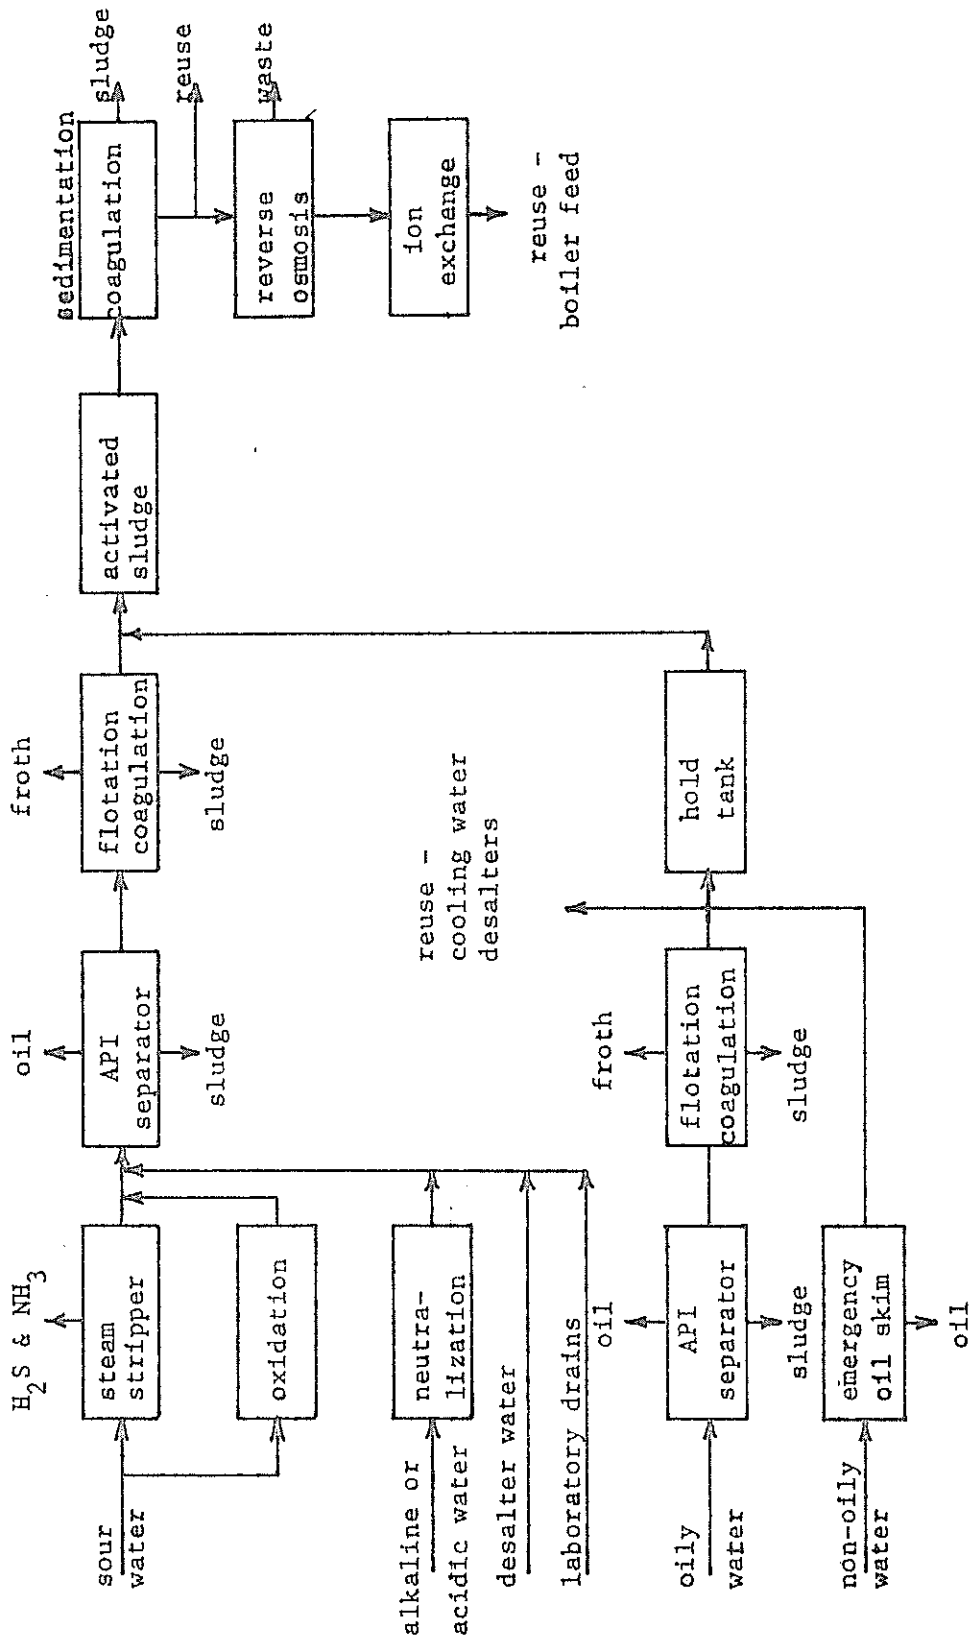 H2S & NH3
sour
water
steam
stripper
oxidation
alkaline or
acidic water
neutra-
lization
desalter water
laboratory drains
oil
API
separator
sludge
froth
flotation
coagulation
sludge
activated
sludge
sedimentation
coagulation
sludge
reuse
reverse
osmosis
waste
ion
exchange
reuse -
boiler feed
reuse -
cooling water
desalters
oily
water
oil
API
separator
sludge
froth
flotation
coagulation
sludge
hold
tank
non-oily
water
emergency
oil skim
oil